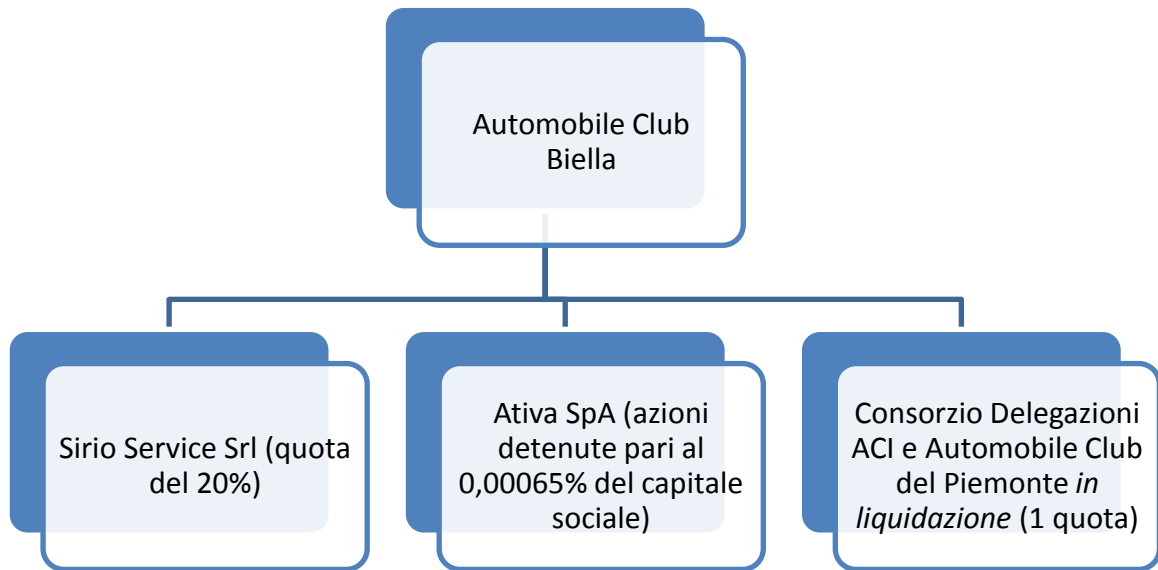 Automobile Club
Biella
Sirio Service Srl (quota
del 20%)
Ativa SpA (azioni
detenute pari al
0,00065% del capitale
sociale)
Consorzio Delegazioni
ACI e Automobile Club
del Piemonte in
liquidazione (1 quota)